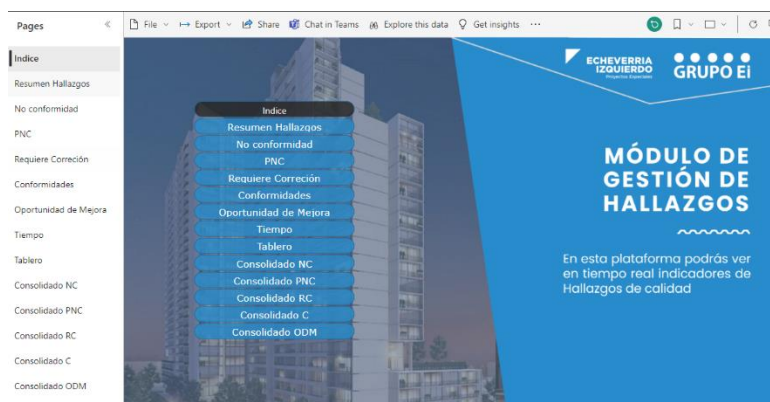 Pages
File
Export
Share
Chat in Teams
Explore this data
Get insights
Indice
Resumen Hallazgos
No conformidad
PNC
Requiere Correción
Conformidades
Oportunidad de Mejora
Tiempo
Tablero
Consolidado NC
Consolidado PNC
Consolidado RC
Consolidado C
Consolidado ODM
Indice
Resumen Hallazgos
No conformidad
PNC
Requiere Correción
Conformidades
Oportunidad de Mejora
Tiempo
Tablero
Consolidado NC
Consolidado PNC
Consolidado RC
Consolidado C
Consolidado ODM
ECHEVERRIA
IZQUIERDO
Proyectos Especiales
GRUPO Ei
MÓDULO DE
GESTIÓN DE
HALLAZGOS
En esta plataforma podrás ver
en tiempo real indicadores de
Hallazgos de calidad